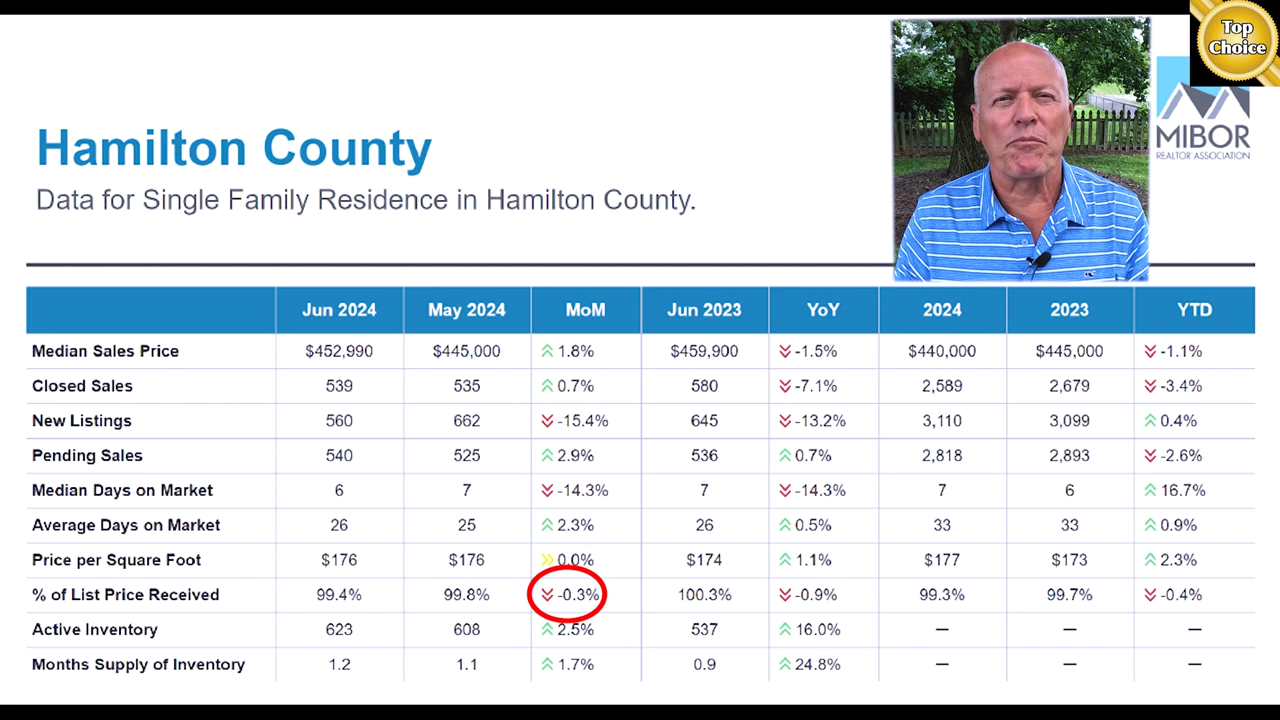 Top
Choice
MIBOR
REALTOR ASSOCIATION
Hamilton County
Data for Single Family Residence in Hamilton County.
Jun 2024 May 2024 MoM Jun 2023 YoY 2024 2023 YTD
Median Sales Price $452,990 $445,000 1.8% $459,900 -1.5% $440,000 $445,000 -1.1%
Closed Sales 539 535 0.7% 580 -7.1% 2,589 2,679 -3.4%
New Listings 560 662 -15.4% 645 -13.2% 3,110 3,099 0.4%
Pending Sales 540 525 2.9% 536 0.7% 2,818 2,893 -2.6%
Median Days on Market 6 7 -14.3% 7 -14.3% 7 6 16.7%
Average Days on Market 26 25 2.3% 26 0.5% 33 33 0.9%
Price per Square Foot $176 $176 0.0% $174 1.1% $177 $173 2.3%
% of List Price Received 99.4% 99.8% -0.3% 100.3% -0.9% 99.3% 99.7% -0.4%
Active Inventory 623 608 2.5% 537 16.0% — — —
Months Supply of Inventory 1.2 1.1 1.7% 0.9 24.8% — — —